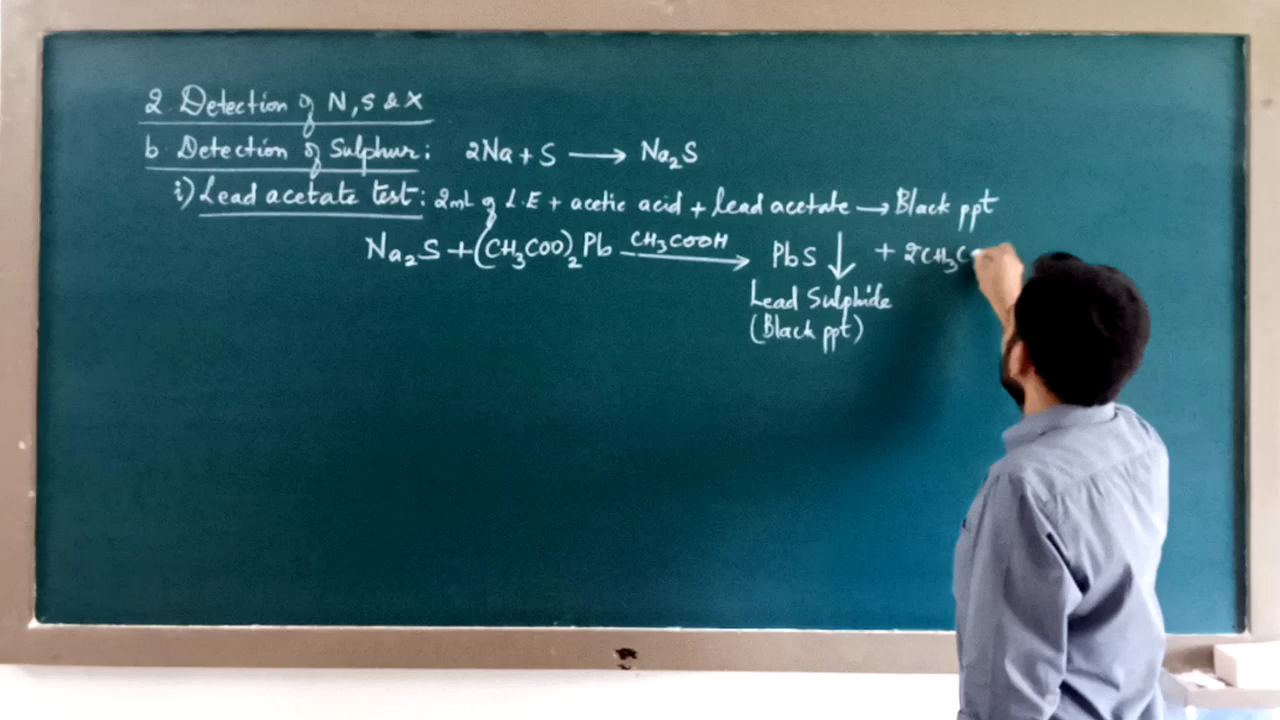 2. Detection of N, S & X
b. Detection of Sulphur: 2Na + S ⟶ Na₂S
i) Lead acetate test: 2mL of L.E + acetic acid + lead acetate ⟶ Black ppt
Na₂S + (CH₃COO)₂Pb —CH₃COOH⟶ PbS ↓ + 2CH₃C
Lead Sulphide
(Black ppt)